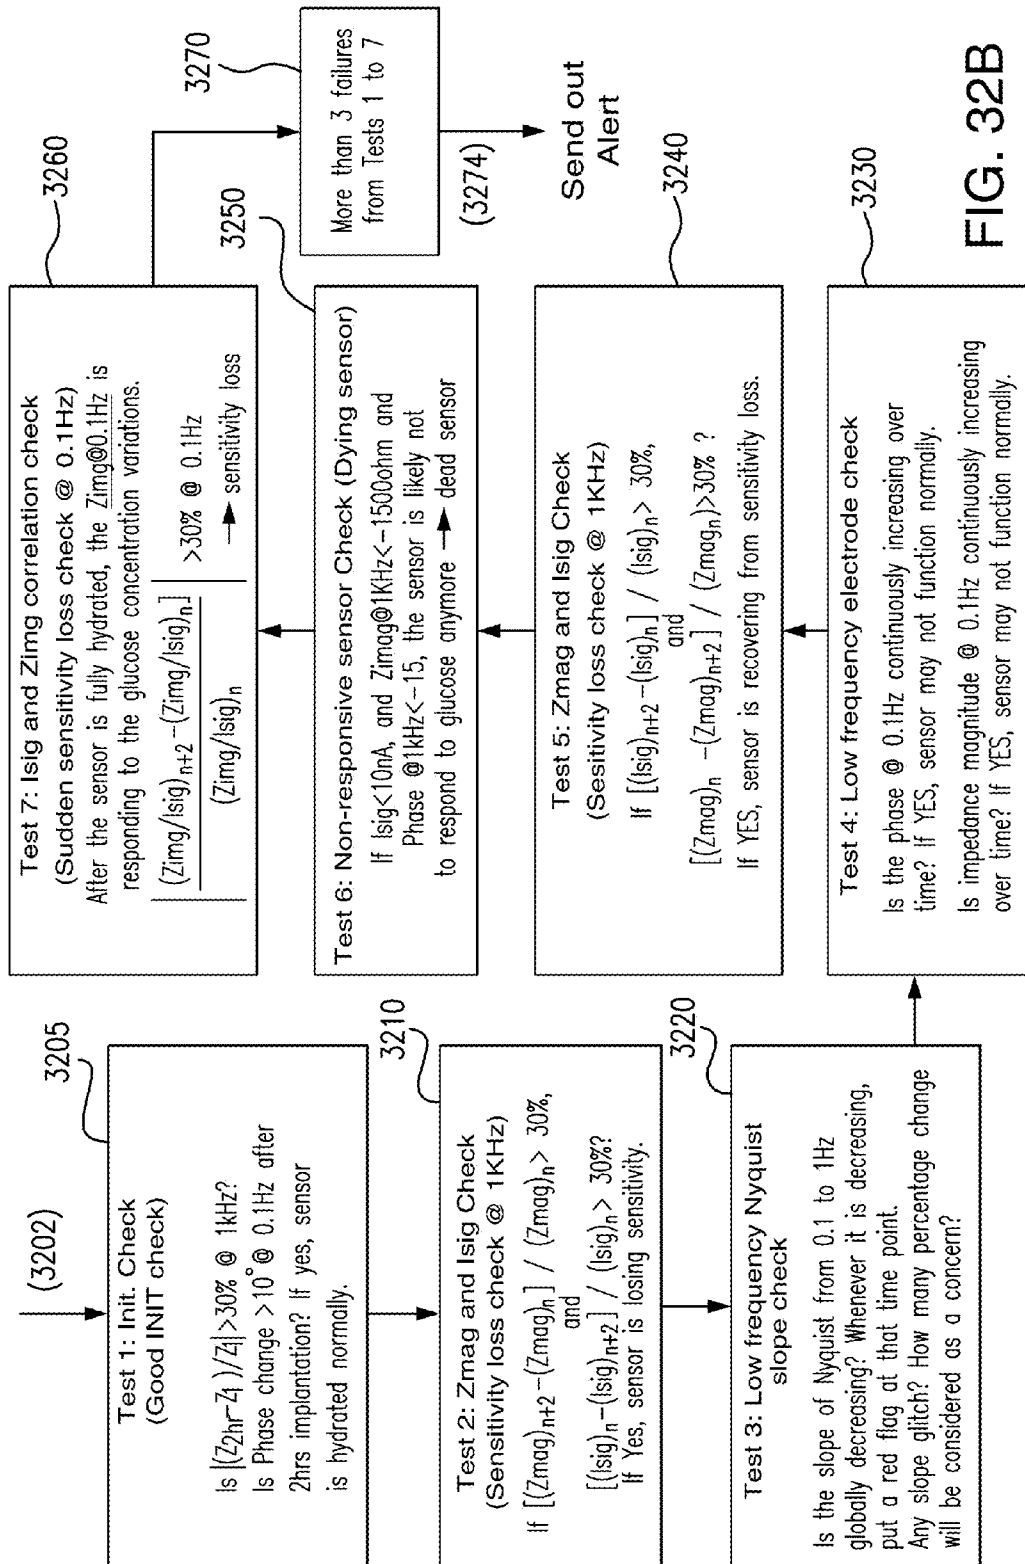 (3202)
3205
Test 1: Init. Check
(Good INIT check)
Is |(Z2hr-Z1)/Z1|>30% @ 1kHz?
Is Phase change >10° @ 0.1Hz after
2hrs implantation? If yes, sensor
is hydrated normally.
3210
Test 2: Zmag and Isig Check
(Sensitivity loss check @ 1KHz)
If [(Zmag)n+2-(Zmag)n] / (Zmag)n> 30%,
and
[(Isig)n-(Isig)n+2] / (Isig)n> 30%?
If Yes, sensor is losing sensitivity.
3220
Test 3: Low frequency Nyquist
slope check
Is the slope of Nyquist from 0.1 to 1Hz
globally decreasing? Whenever it is decreasing,
put a red flag at that time point.
Any slope glitch? How many percentage change
will be considered as a concern?
3230
Test 4: Low frequency electrode check
Is the phase @ 0.1Hz continuously increasing over
time? If YES, sensor may not function normally.
Is impedance magnitude @ 0.1Hz continuously increasing
over time? If YES, sensor may not function normally.
3240
Test 5: Zmag and Isig Check
(Sesitivity loss check @ 1KHz)
If [(Isig)n+2-(Isig)n] / (Isig)n> 30%,
and
[(Zmag)n -(Zmag)n+2] / (Zmagn)>30% ?
If YES, sensor is recovering from sensitivity loss.
3250
Test 6: Non-responsive sensor Check (Dying sensor)
If Isig<10nA, and Zimag@1KHz<-1500ohm and
Phase @1kHz<-15, the sensor is likely not
to respond to glucose anymore → dead sensor
3260
Test 7: Isig and Zimg correlation check
(Sudden sensitivity loss check @ 0.1Hz)
After the sensor is fully hydrated, the Zimg@0.1Hz is
responding to the glucose concentration variations.
|(Zimg/Isig)n+2-(Zimg/Isig)n]
(Zimg/Isig)n| >30% @ 0.1Hz
→ sensitivity loss
3270
More than 3 failures
from Tests 1 to 7
(3274)
Send out
Alert
FIG. 32B